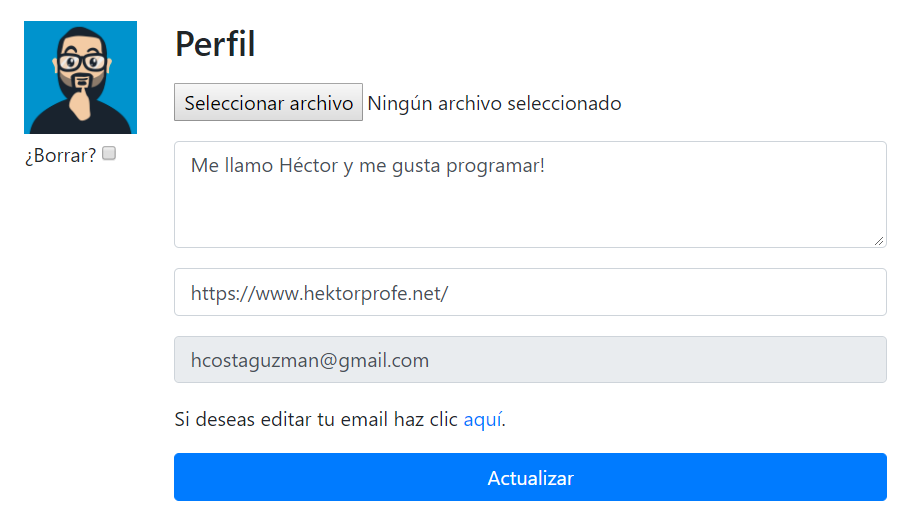 Perfil
Seleccionar archivo Ningún archivo seleccionado
¿Borrar?
Me llamo Héctor y me gusta programar!
https://www.hektorprofe.net/
hcostaguzman@gmail.com
Si deseas editar tu email haz clic aquí.
Actualizar